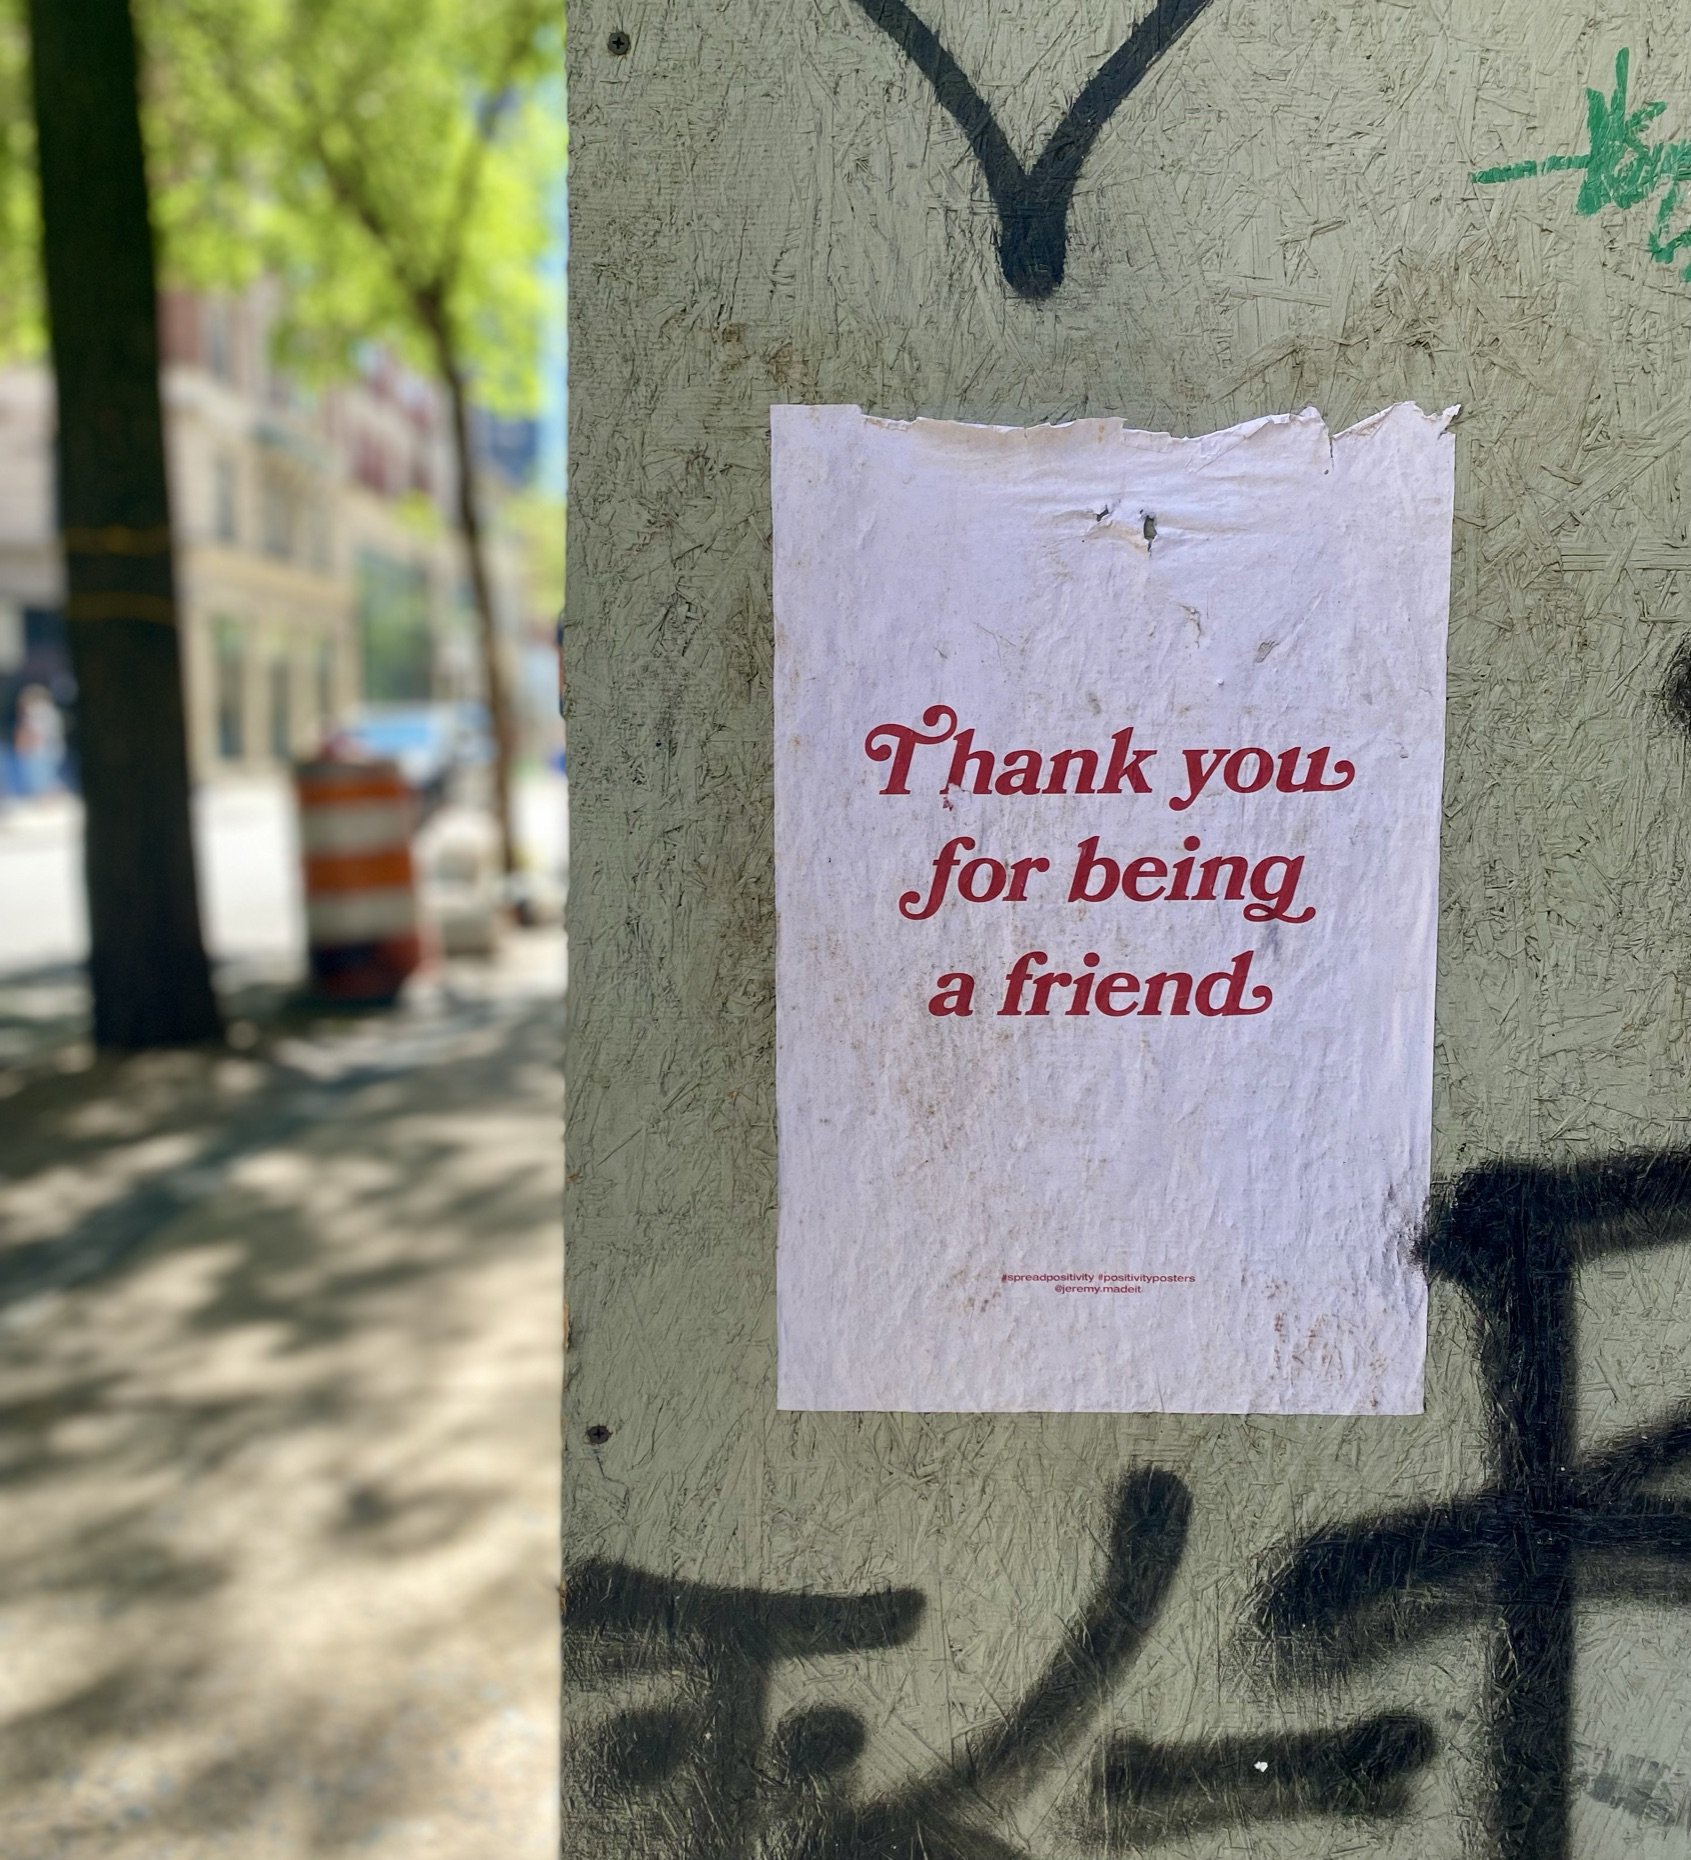 Thank you
for being
a friend
#spreadpositivity #positivityposters
@jeremy.madeit